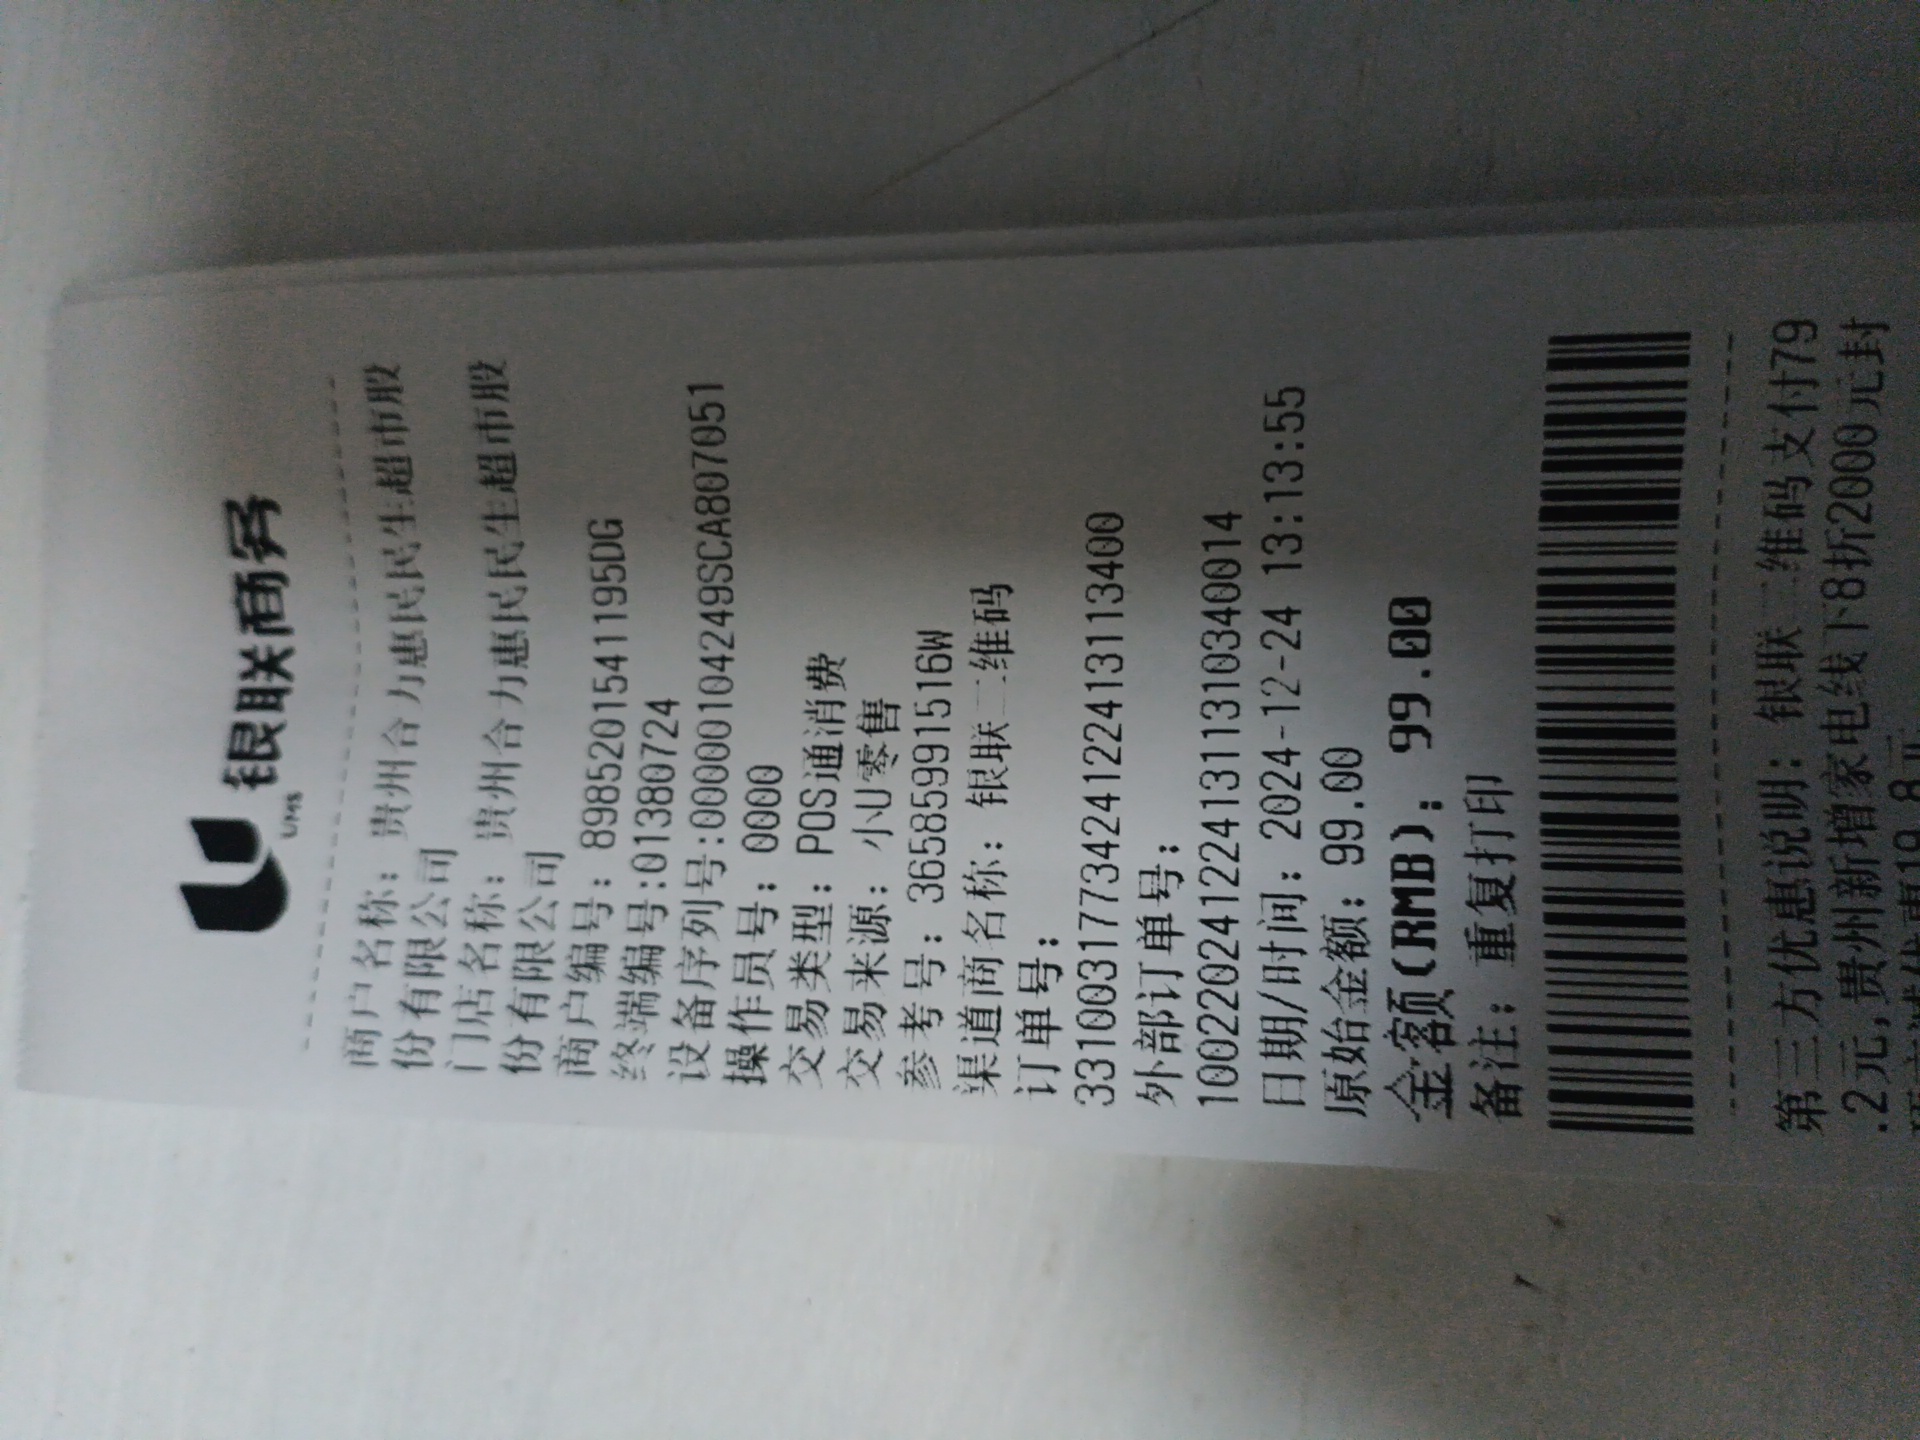 银联商务
UMS
商户名称: 贵州合力惠民民生超市股
份有限公司
门店名称: 贵州合力惠民民生超市股
份有限公司
商户编号: 8985201541195DG
终端编号:01380724
设备序列号:0000104249SCA807051
操作员号: 0000
交易类型: POS通消费
交易来源: 小U零售
参考号: 36585991516W
渠道商名称: 银联二维码
订单号:
33100317734241224131113400
外部订单号:
10022024122413113103400014
日期/时间: 2024-12-24 13:13:55
原始金额: 99.00
金额(RMB): 99.00
备注: 重复打印
第三方优惠说明: 银联二维码支付79
.2元,贵州新增家电线下8折2000元封